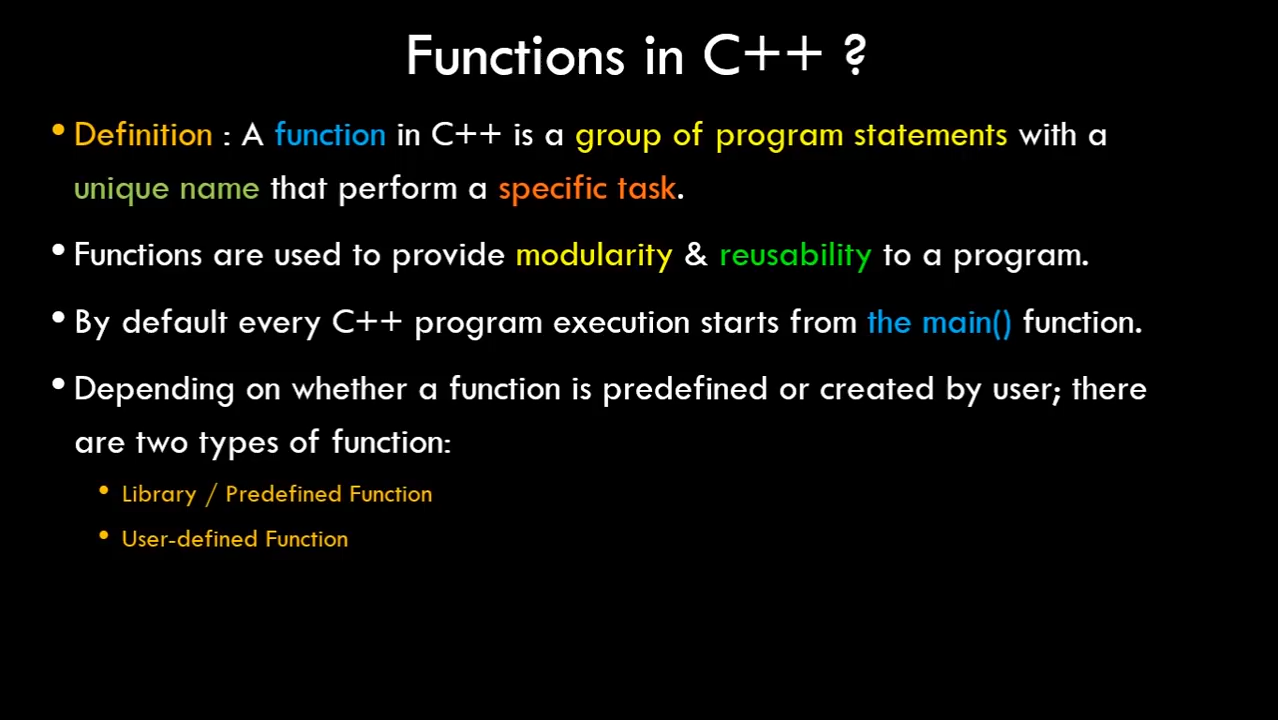 Functions in C++ ?
• Definition : A function in C++ is a group of program statements with a
unique name that perform a specific task.
• Functions are used to provide modularity & reusability to a program.
• By default every C++ program execution starts from the main() function.
• Depending on whether a function is predefined or created by user; there
are two types of function:
• Library / Predefined Function
• User-defined Function